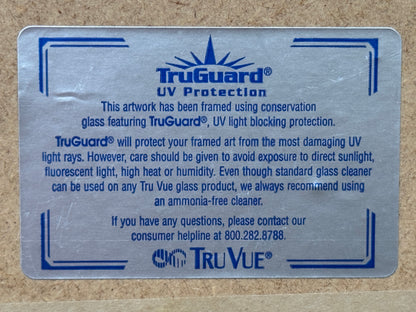 TruGuard®
UV Protection
This artwork has been framed using conservation
glass featuring TruGuard®, UV light blocking protection.
TruGuard® will protect your framed art from the most damaging UV
light rays. However, care should be given to avoid exposure to direct sunlight,
fluorescent light, high heat or humidity. Even though standard glass cleaner
can be used on any Tru Vue glass product, we always recommend using
an ammonia-free cleaner.
If you have any questions, please contact our
consumer helpline at 800.282.8788.
TRU VUE®